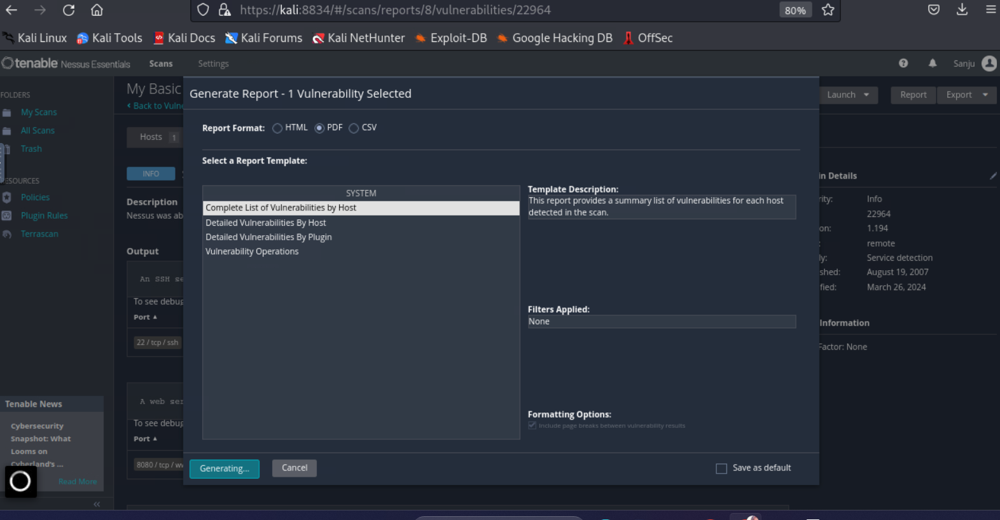 https://kali:8834/#/scans/reports/8/vulnerabilities/22964
80%
Kali Linux Kali Tools Kali Docs Kali Forums Kali NetHunter Exploit-DB Google Hacking DB OffSec
tenable Nessus Essentials Scans Settings Sanju
FOLDERS
My Scans
All Scans
Trash
RESOURCES
Policies
Plugin Rules
Terrascan
Tenable News
Cybersecurity
Snapshot: What
Looms on
Cyberland's ...
Read More
My Basic
Back to Vulne
Launch Report Export
Hosts 1
INFO
Description
Nessus was ab
Output
An SSH se
To see debug
Port
22 / tcp / ssh
A web ser
To see debug
Port
8080 / tcp / ww
Generate Report - 1 Vulnerability Selected
Report Format: HTML PDF CSV
Select a Report Template:
SYSTEM
Complete List of Vulnerabilities by Host
Detailed Vulnerabilities By Host
Detailed Vulnerabilities By Plugin
Vulnerability Operations
Template Description:
This report provides a summary list of vulnerabilities for each host
detected in the scan.
Filters Applied:
None
Formatting Options:
Include page breaks between vulnerability results
Generating...
Cancel
Save as default
in Details
rity: Info
22964
on: 1.194
: remote
ly: Service detection
shed: August 19, 2007
fied: March 26, 2024
Information
Factor: None